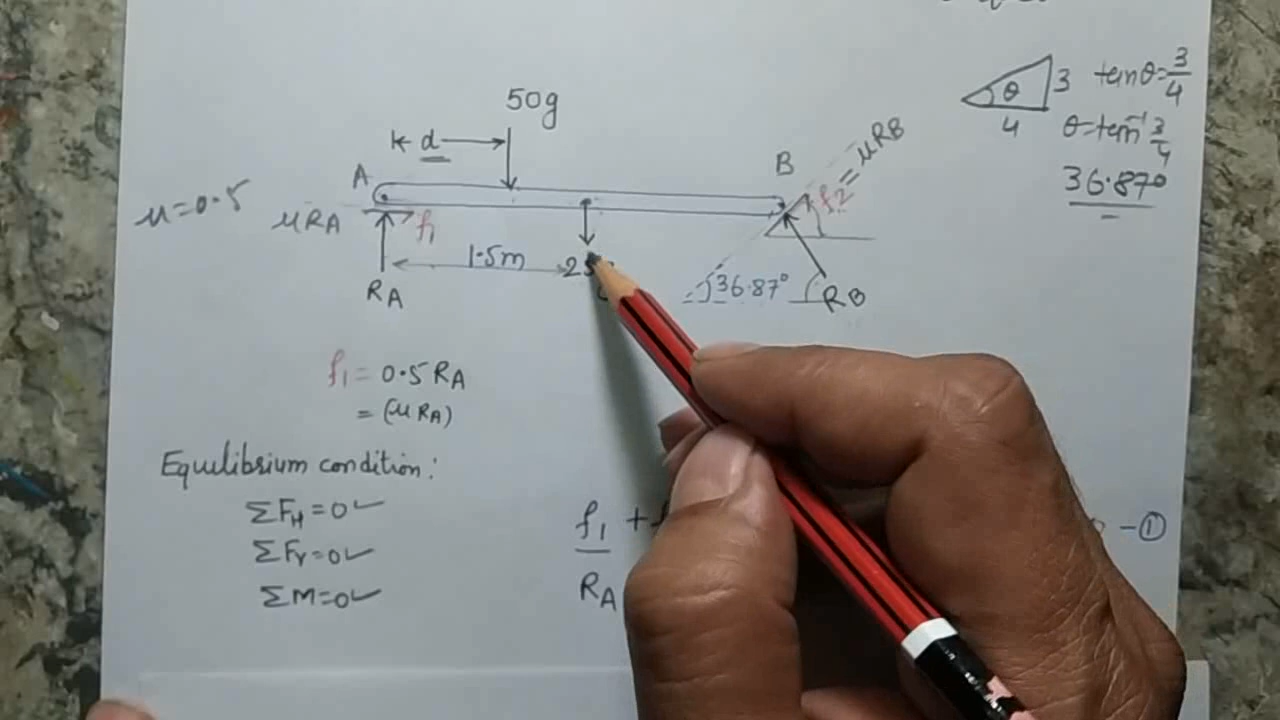 50g
k d
3 tanθ=3/4
θ
4
θ=tan⁻¹ 3/4
36.87°
A
B
μRB
=
f2
μ=0.5
μRA
f1
1.5m
RA
36.87°
RB
f1 = 0.5 RA
= (μRA)
Equilibrium condition:
ΣFH=0✓
ΣFY=0✓
ΣM=0✓
f1 +
-①
RA